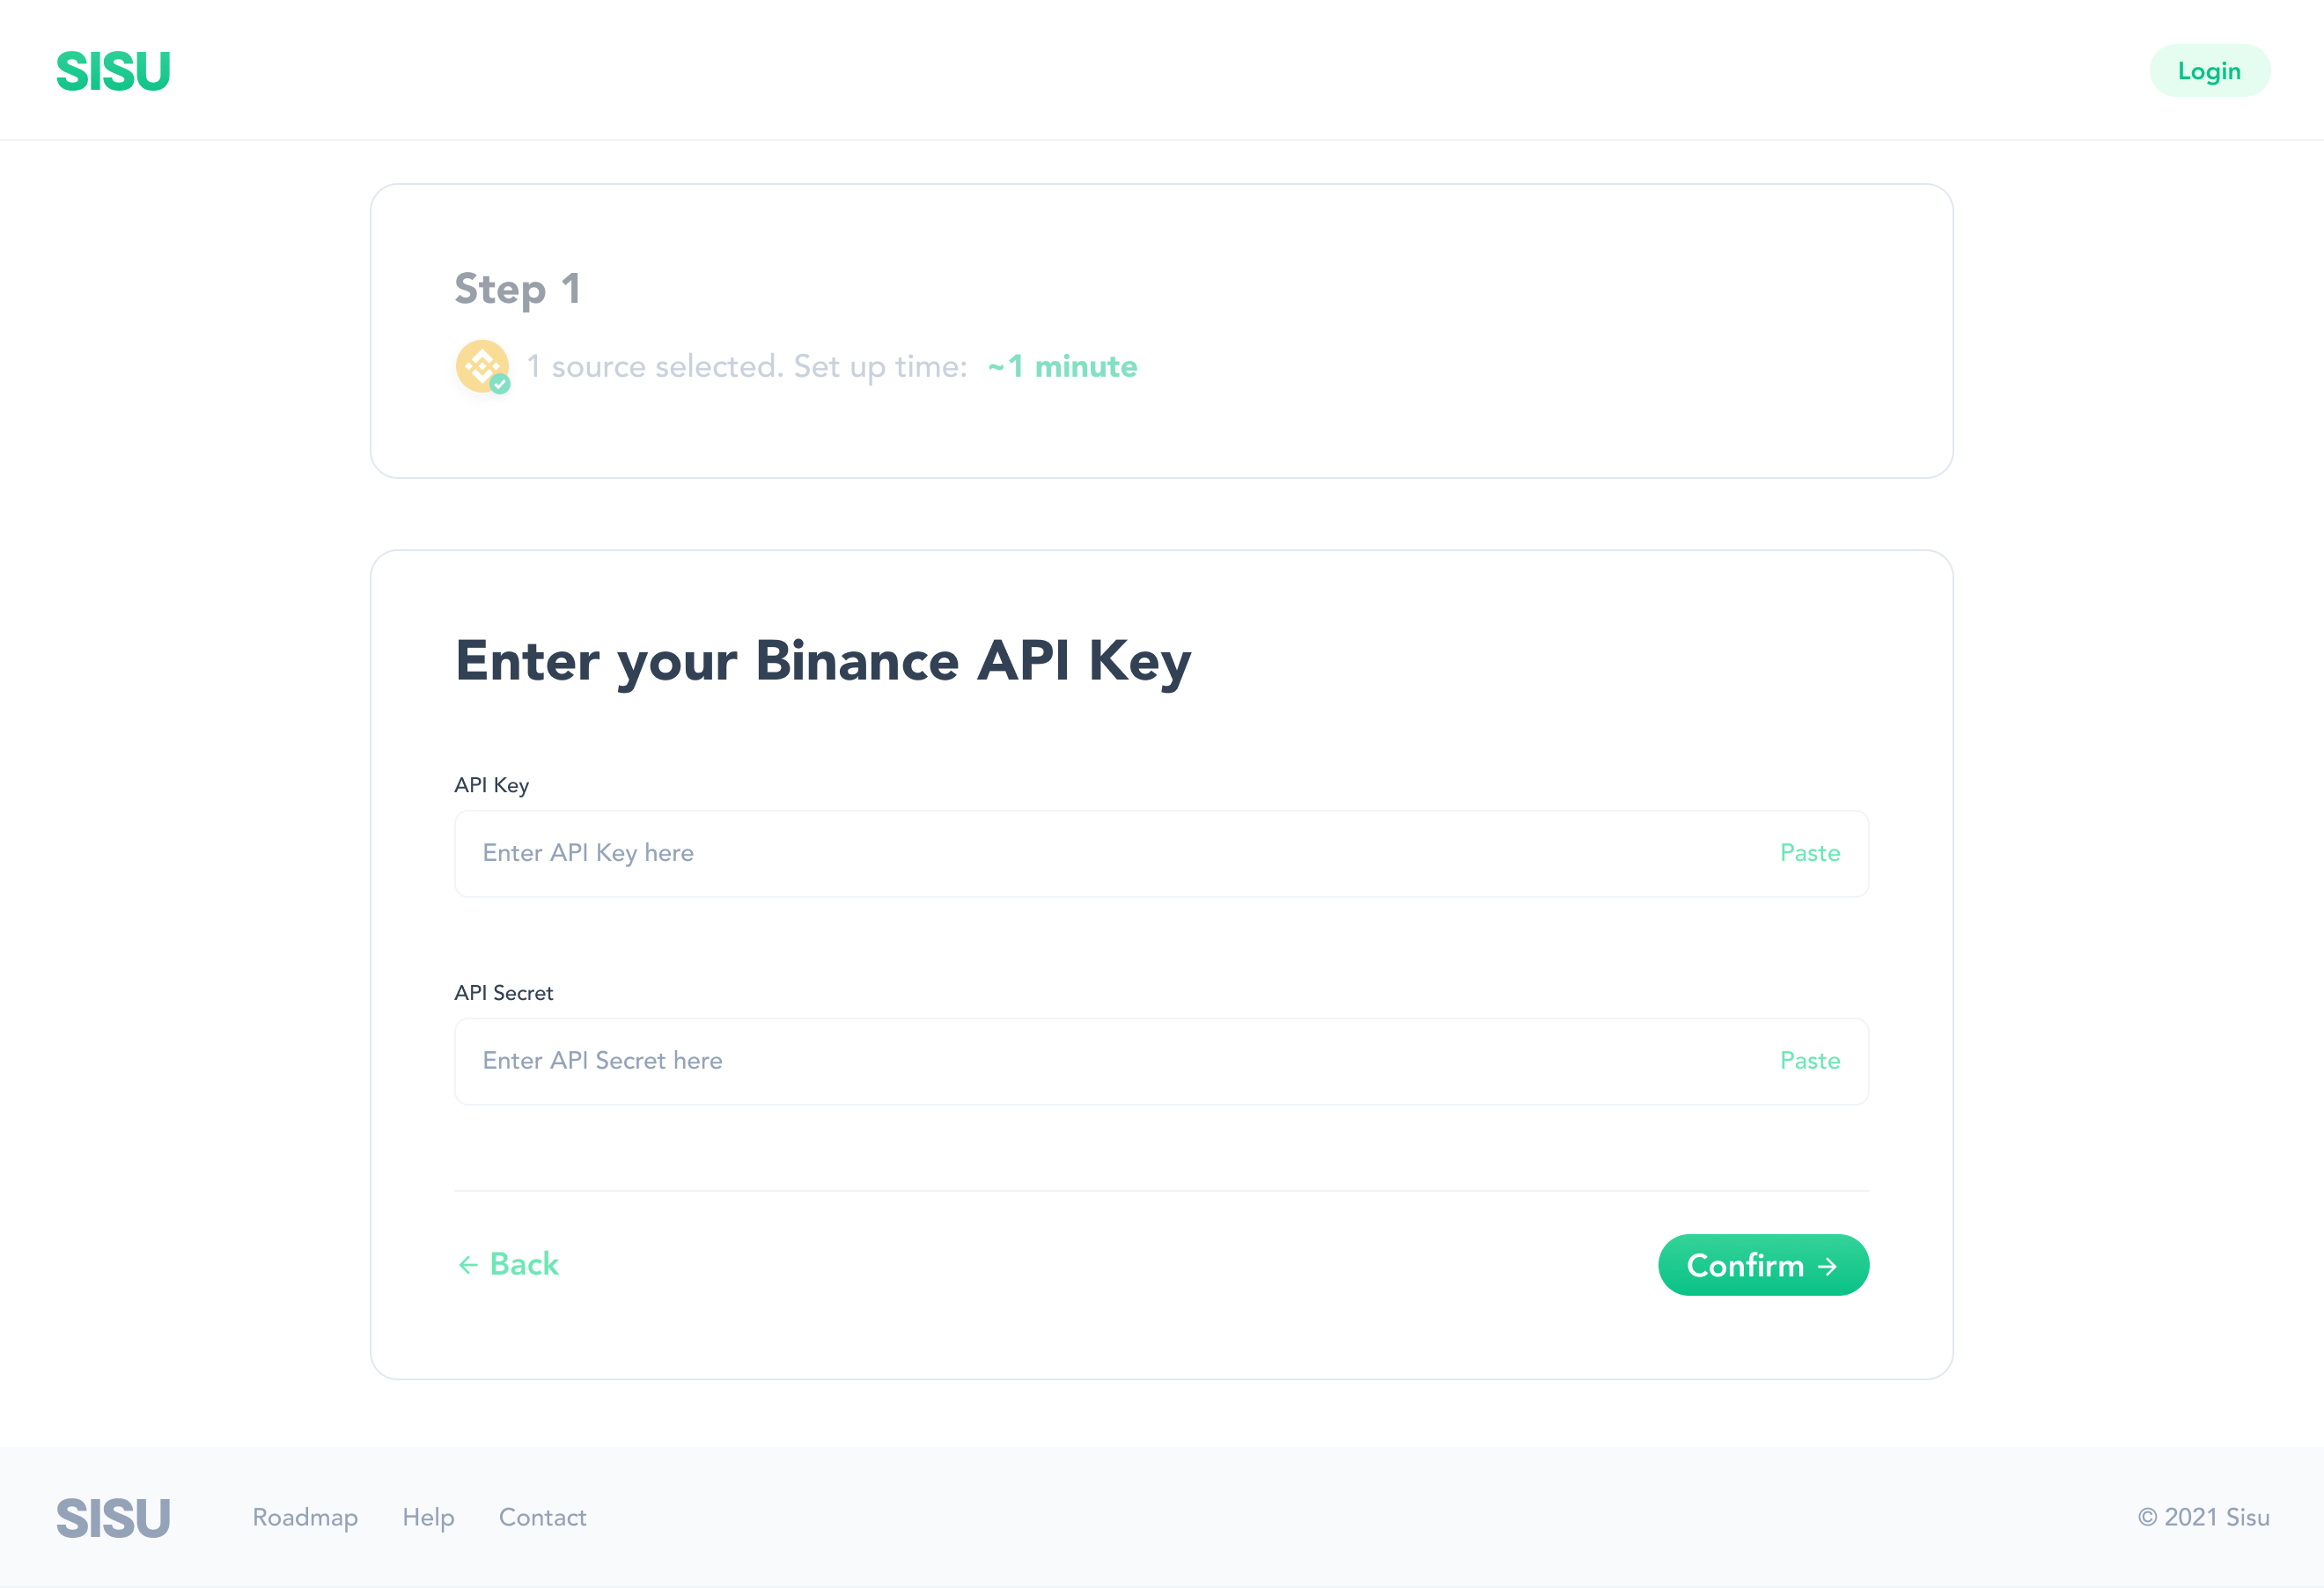 SISU
Login
Step 1
1 source selected. Set up time: ~1 minute
Enter your Binance API Key
API Key
Enter API Key here
Paste
API Secret
Enter API Secret here
Paste
← Back
Confirm →
SISU
Roadmap
Help
Contact
© 2021 Sisu